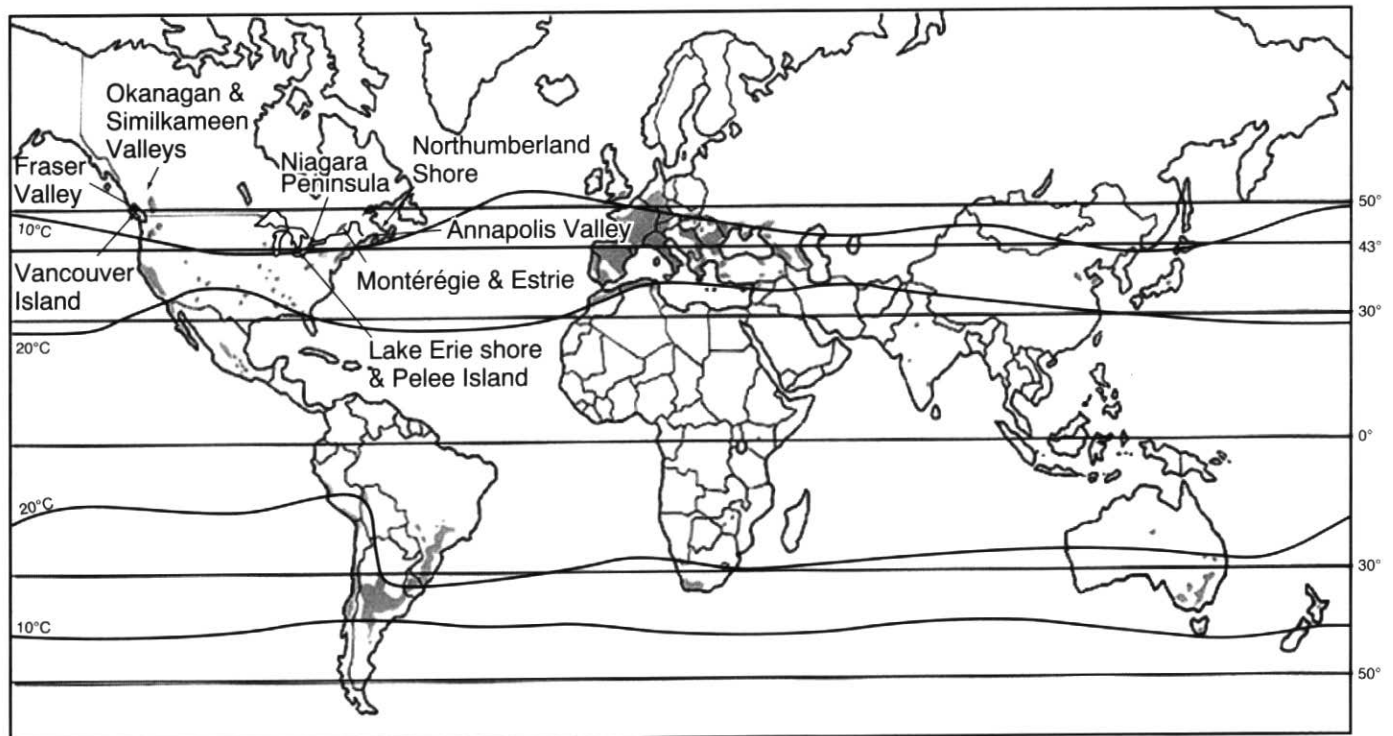 Okanagan &
Similkameen
Valleys
Northumberland
Shore
Niagara
Peninsula
Fraser
Valley
50°
10°C
Annapolis Valley
43°
Vancouver
Island
Montérégie & Estrie
30°
20°C
Lake Erie shore
& Pelee Island
0°
20°C
30°
10°C
50°